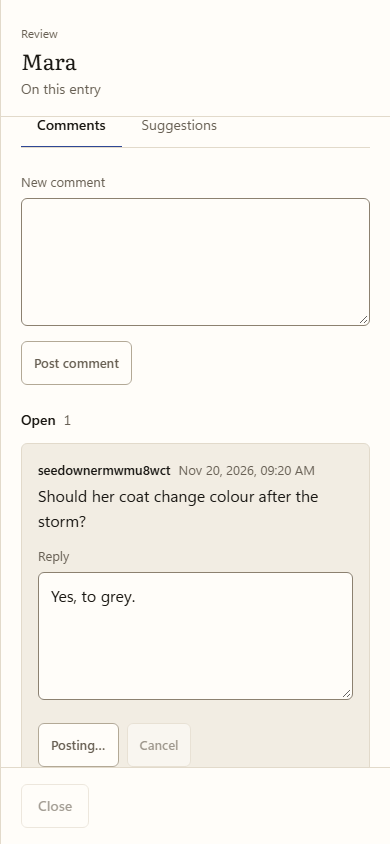 Review
Mara
On this entry
Comments
Suggestions
New comment
Post comment
Open 1
seedownermwmu8wct Nov 20, 2026, 09:20 AM
Should her coat change colour after the
storm?
Reply
Yes, to grey.
Posting...
Cancel
Close